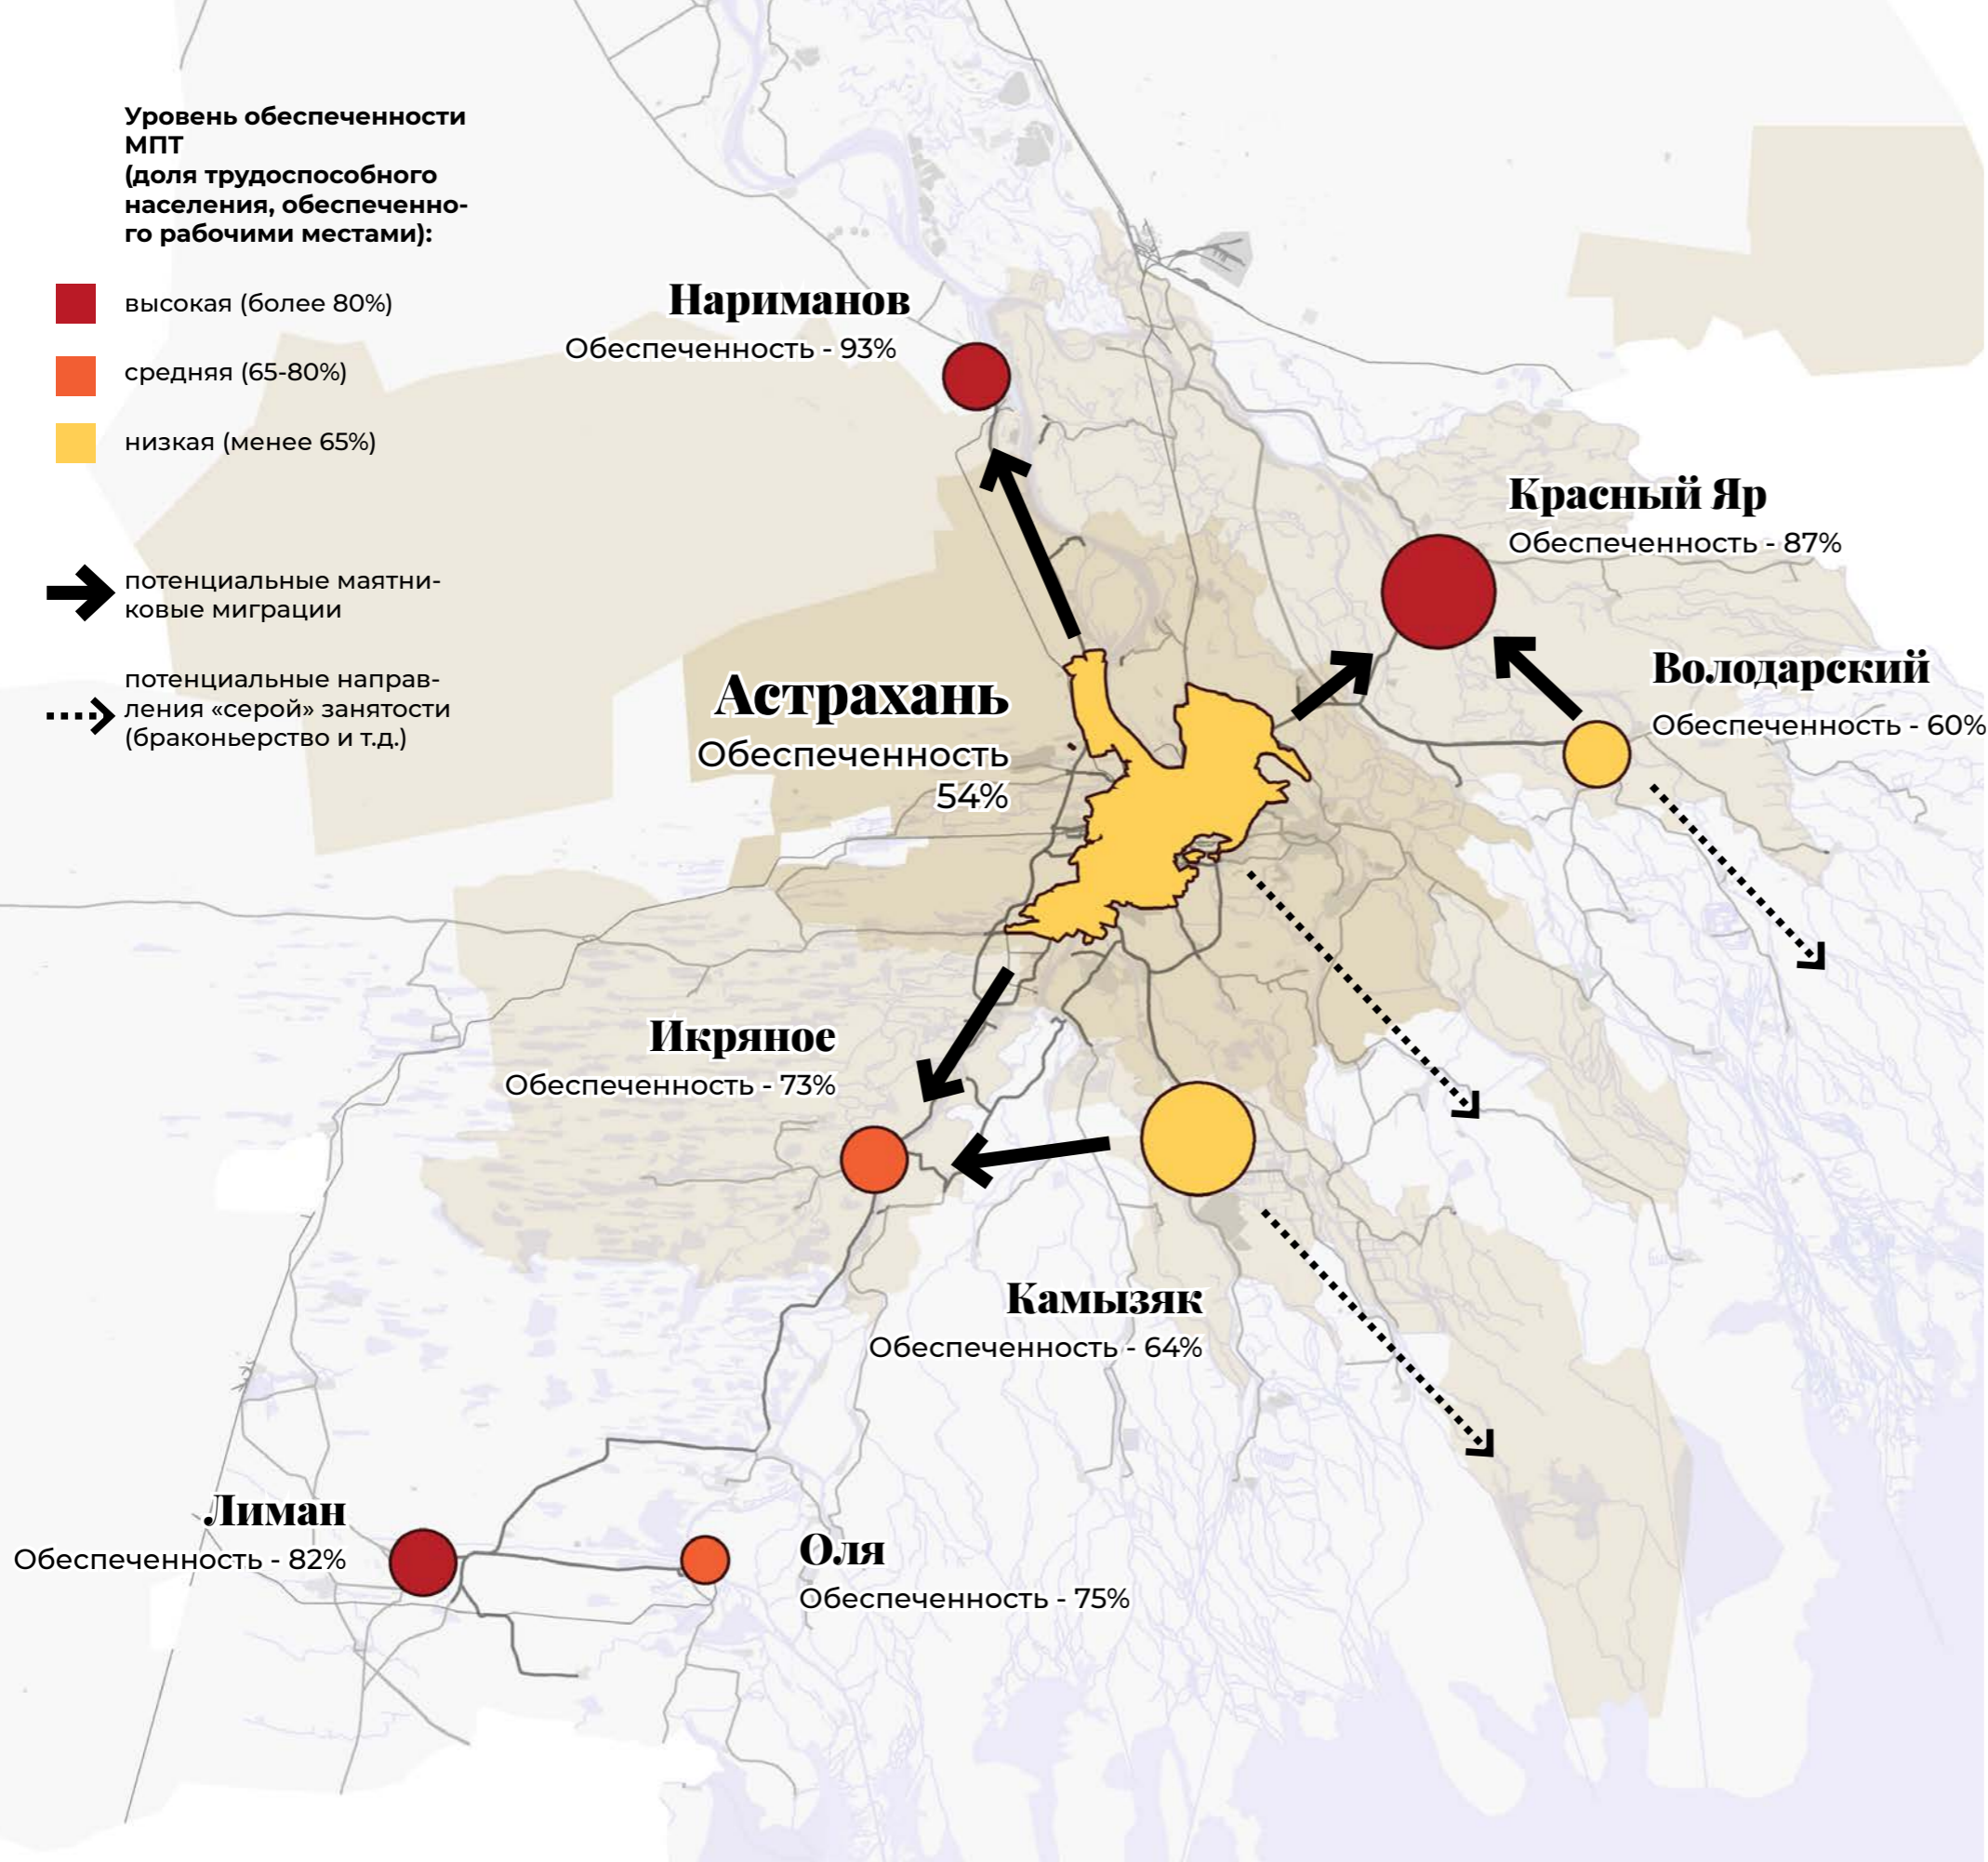 Уровень обеспеченности
МПТ
(доля трудоспособного
населения, обеспеченно-
го рабочими местами):
высокая (более 80%)
средняя (65-80%)
низкая (менее 65%)
потенциальные маятни-
ковые миграции
потенциальные направ-
ления «серой» занятости
(браконьерство и т.д.)
Нариманов
Обеспеченность - 93%
Красный Яр
Обеспеченность - 87%
Володарский
Обеспеченность - 60%
Астрахань
Обеспеченность
54%
Икряное
Обеспеченность - 73%
Камызяк
Обеспеченность - 64%
Лиман
Обеспеченность - 82%
Оля
Обеспеченность - 75%